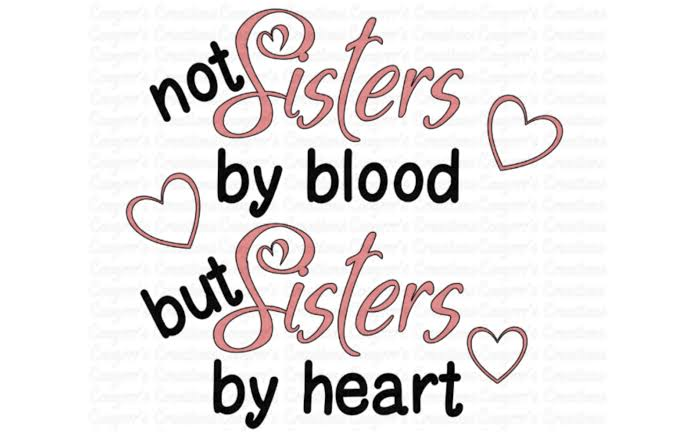 not Sisters
by blood
but Sisters
by heart